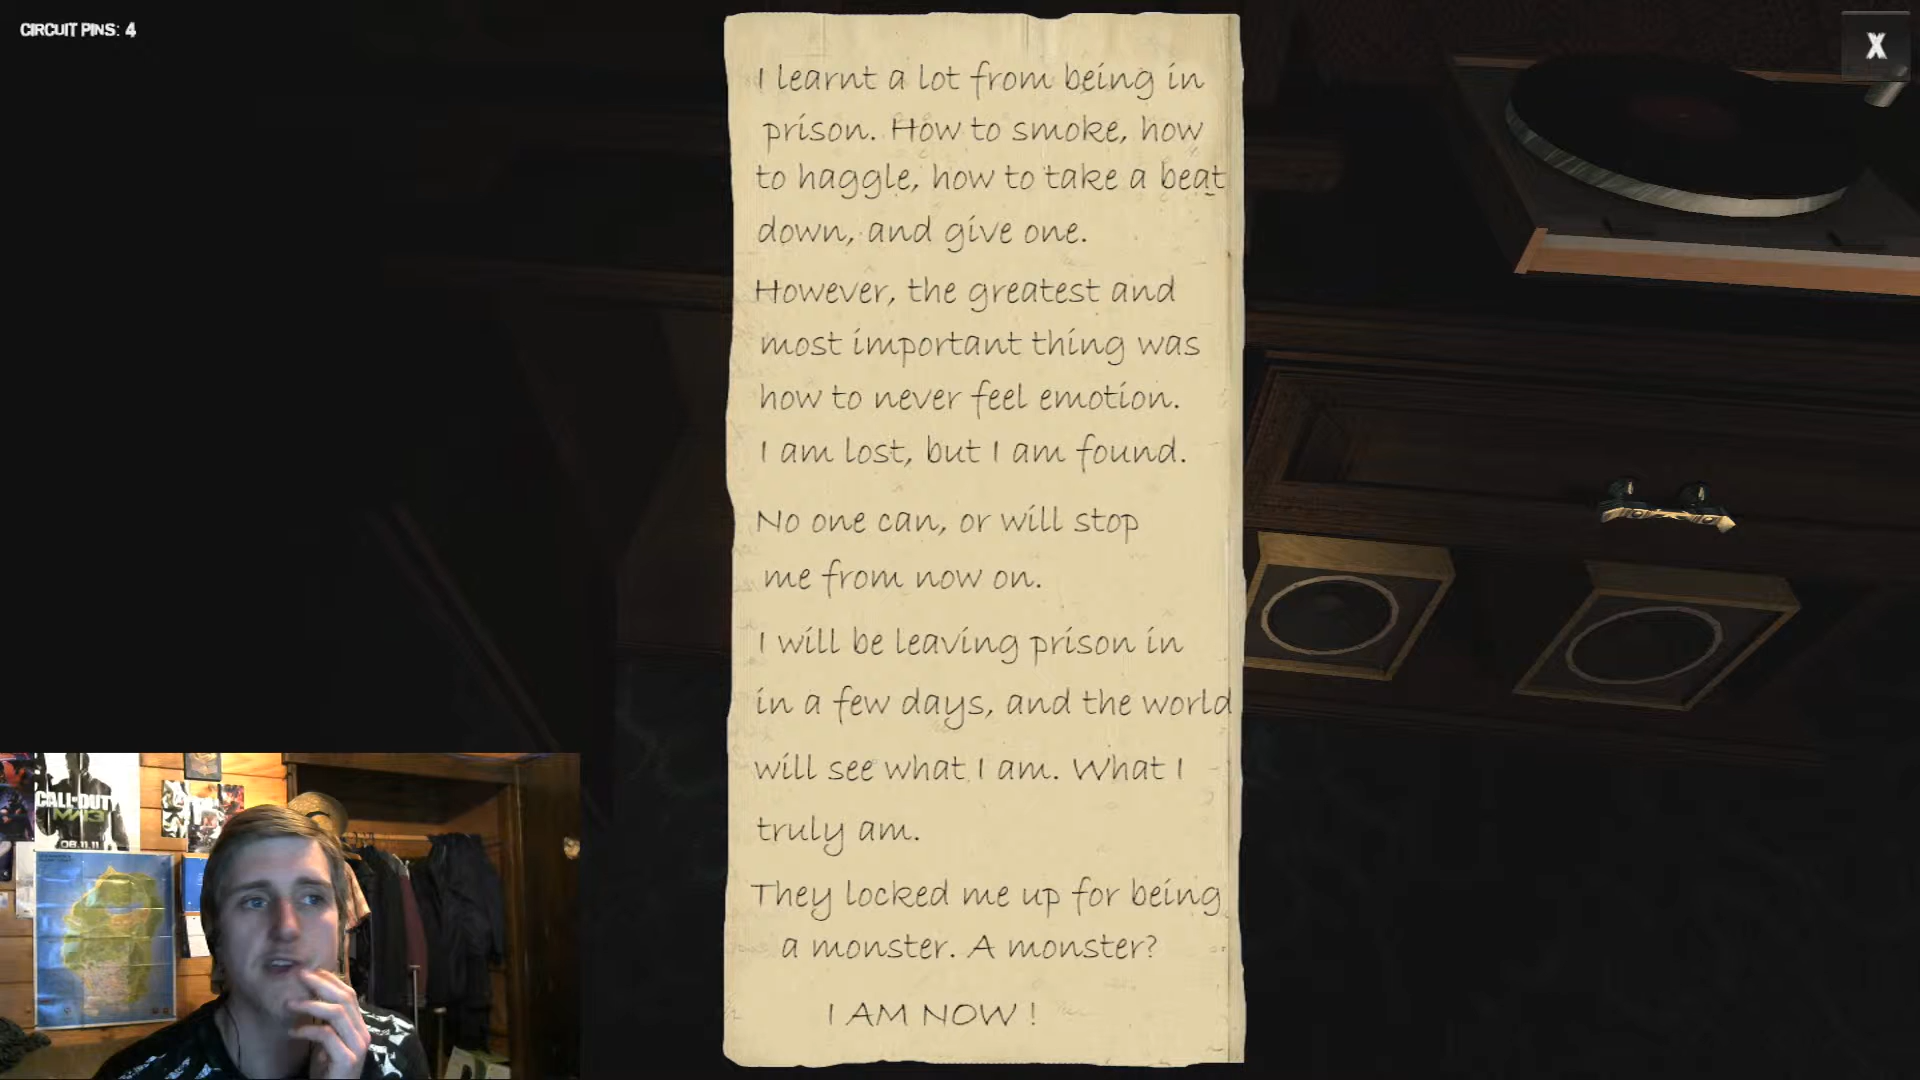 CIRCUIT PINS: 4
X
I learnt a lot from being in
prison. How to smoke, how
to haggle, how to take a beat
down, and give one.
However, the greatest and
most important thing was
how to never feel emotion.
I am lost, but I am found.
No one can, or will stop
me from now on.
I will be leaving prison in
in a few days, and the world
will see what I am. What I
truly am.
They locked me up for being
a monster. A monster?
I AM NOW !
CALL·DUTY
MW3
08.11.11